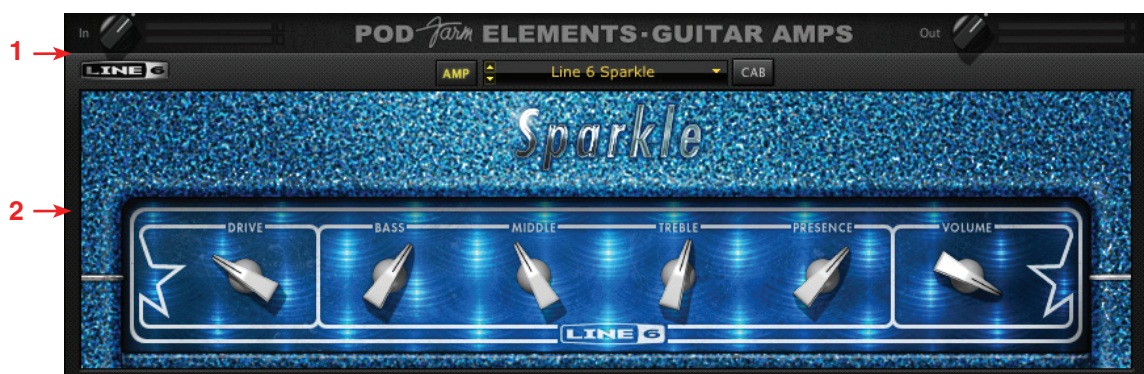 In POD Farm ELEMENTS·GUITAR AMPS Out
1
LINE 6 AMP Line 6 Sparkle CAB
Sparkle
2
DRIVE BASS MIDDLE TREBLE PRESENCE VOLUME
LINE 6